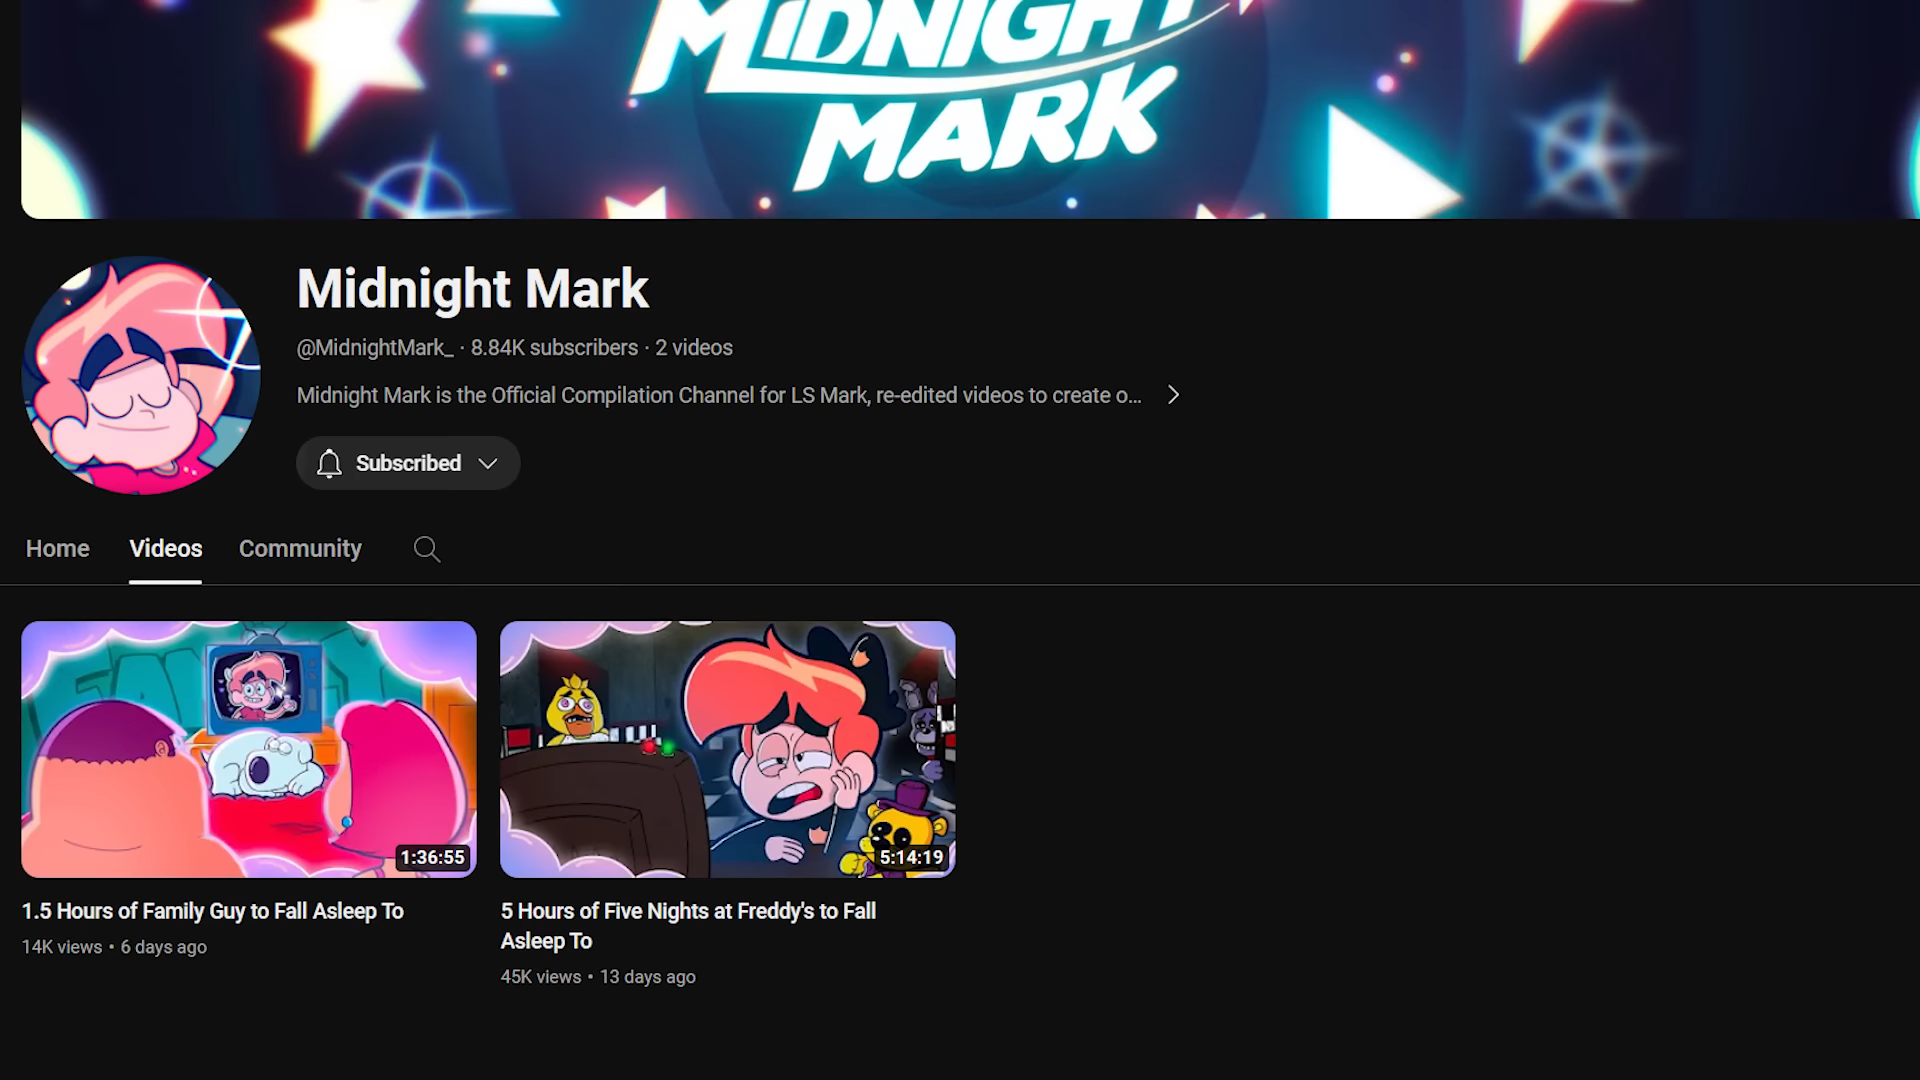 MIDNIGHT
MARK
Midnight Mark
@MidnightMark_ · 8.84K subscribers · 2 videos
Midnight Mark is the Official Compilation Channel for LS Mark, re-edited videos to create o...
Subscribed
Home Videos Community
1:36:55 5:14:19
1.5 Hours of Family Guy to Fall Asleep To
14K views • 6 days ago
5 Hours of Five Nights at Freddy's to Fall
Asleep To
45K views • 13 days ago